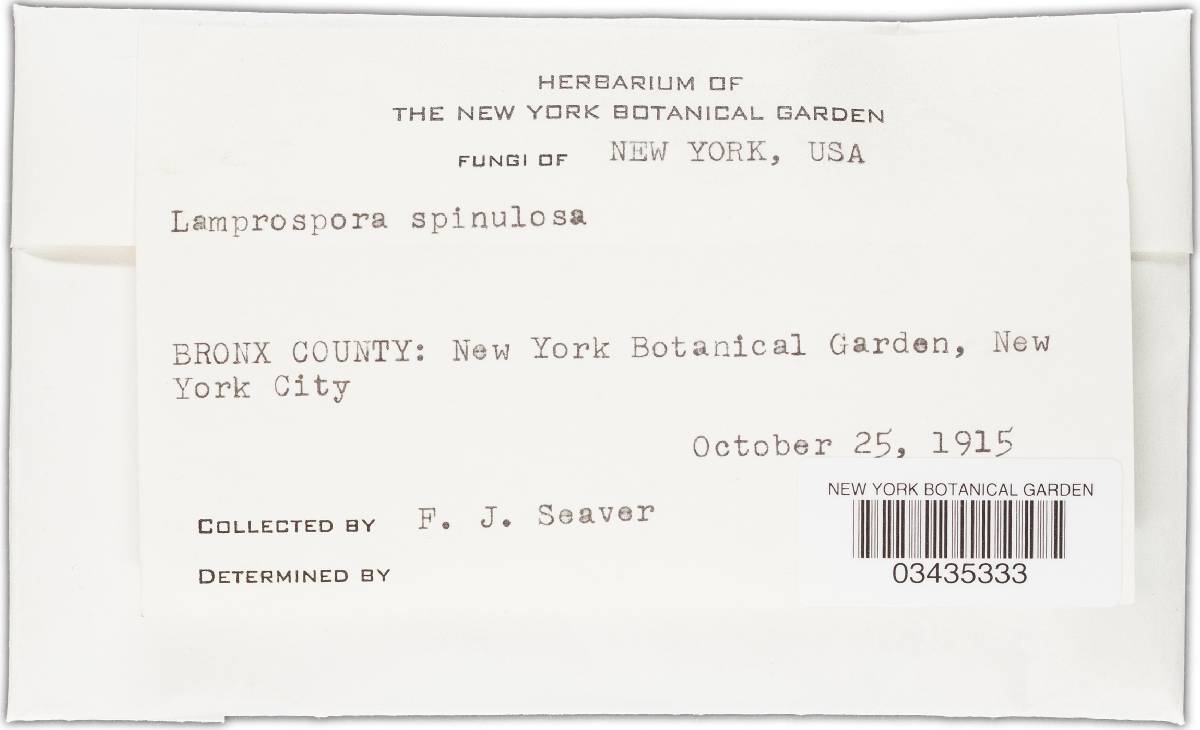 HERBARIUM OF
THE NEW YORK BOTANICAL GARDEN
FUNGI OF NEW YORK, USA
Lamprospora spinulosa
BRONX COUNTY: New York Botanical Garden, New
York City
October 25, 1915
COLLECTED BY F. J. Seaver
DETERMINED BY
NEW YORK BOTANICAL GARDEN
03435333